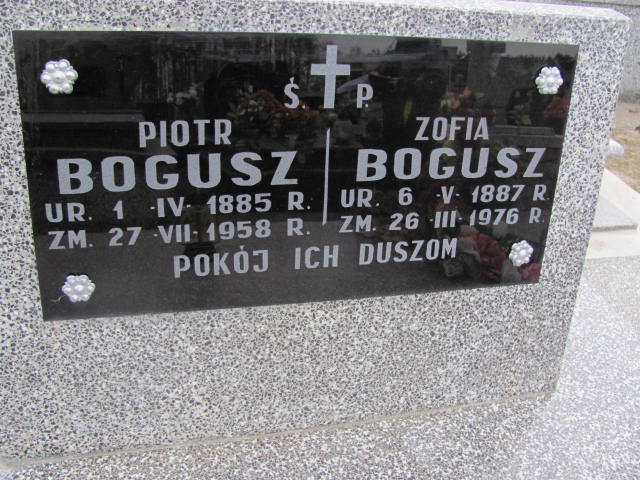 Ś. P.
PIOTR
BOGUSZ
UR. 1 ·IV· 1885 R.
ZM. 27 ·VII· 1958 R.
ZOFIA
BOGUSZ
UR. 6 ·V· 1887 R.
ZM. 26 ·III· 1976 R.
POKÓJ ICH DUSZOM